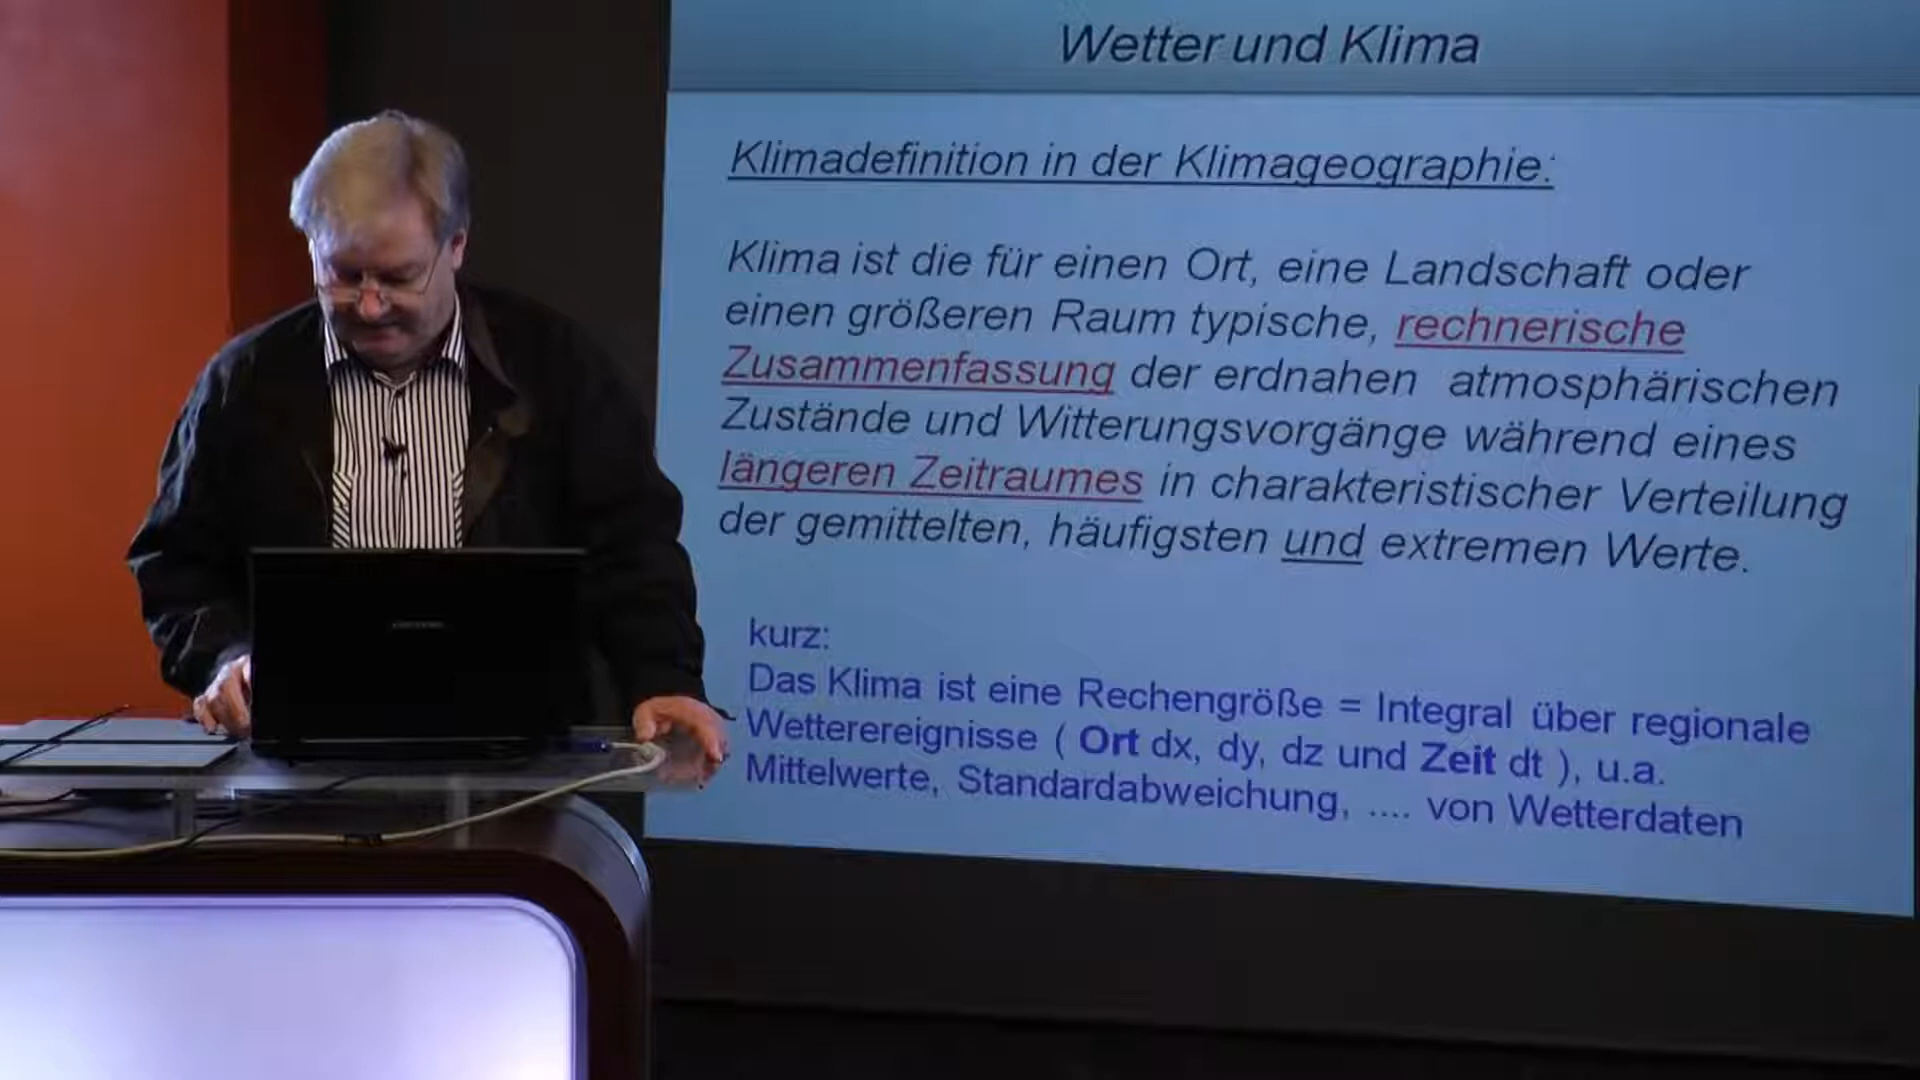 Wetter und Klima
Klimadefinition in der Klimageographie:
Klima ist die für einen Ort, eine Landschaft oder
einen größeren Raum typische, rechnerische
Zusammenfassung der erdnahen atmosphärischen
Zustände und Witterungsvorgänge während eines
längeren Zeitraumes in charakteristischer Verteilung
der gemittelten, häufigsten und extremen Werte.
kurz:
Das Klima ist eine Rechengröße = Integral über regionale
Wetterereignisse ( Ort dx, dy, dz und Zeit dt ), u.a.
Mittelwerte, Standardabweichung, .... von Wetterdaten